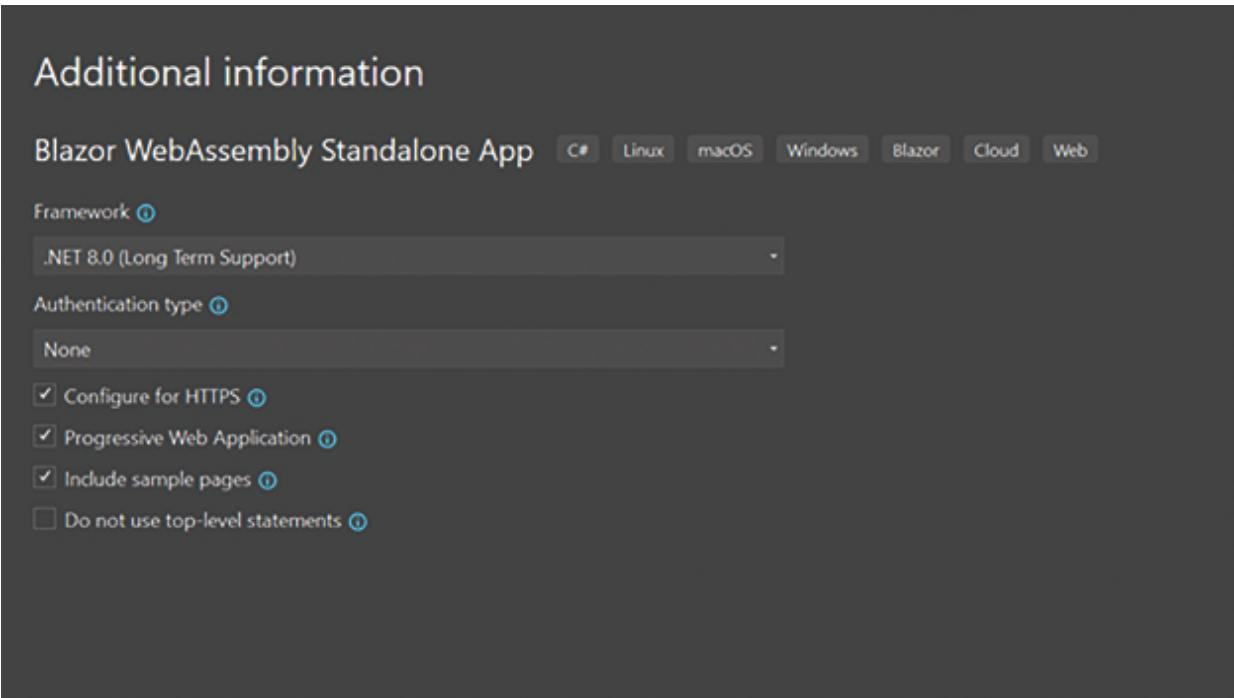 Additional information
Blazor WebAssembly Standalone App C# Linux macOS Windows Blazor Cloud Web
Framework
.NET 8.0 (Long Term Support)
Authentication type
None
Configure for HTTPS
Progressive Web Application
Include sample pages
Do not use top-level statements